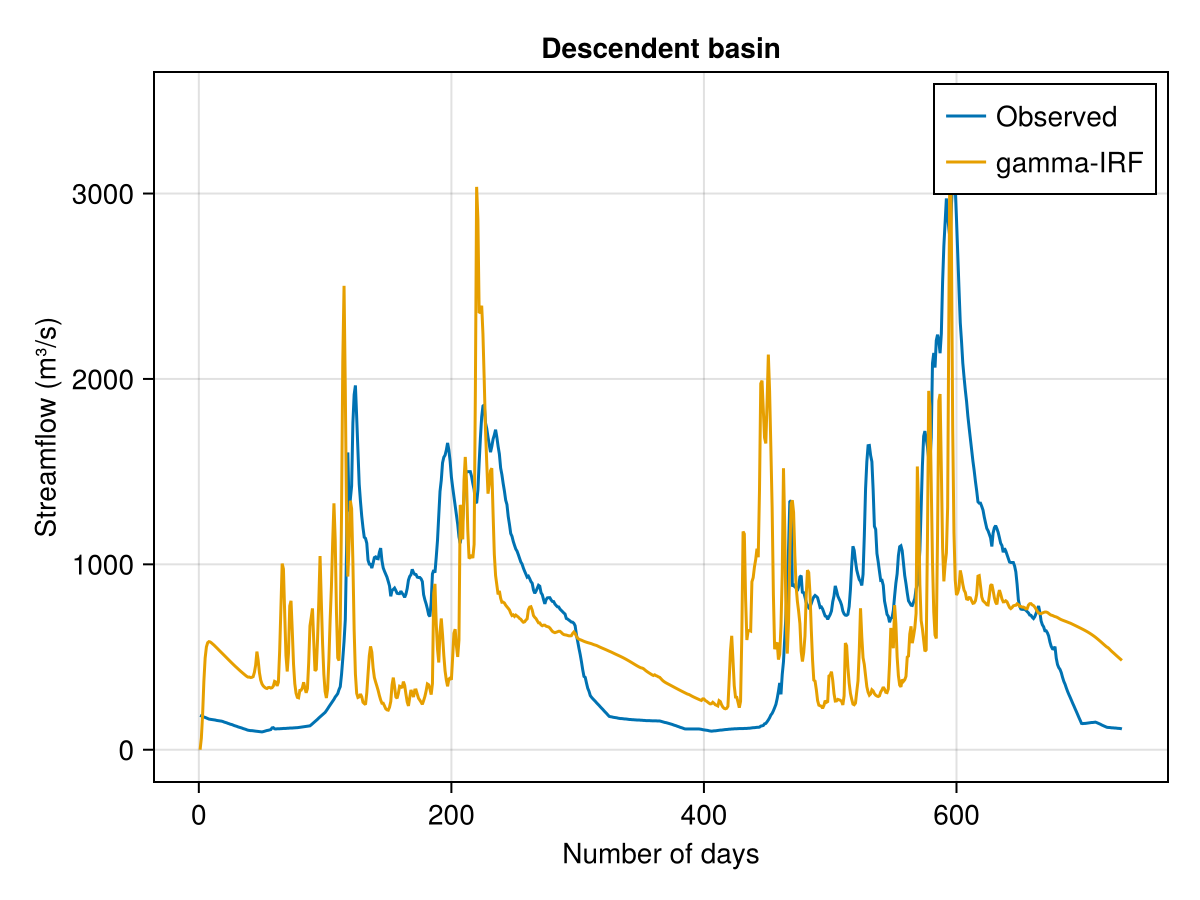 Descendent basin
Observed
gamma-IRF
Streamflow (m³/s)
3000
2000
1000
0
0 200 400 600
Number of days